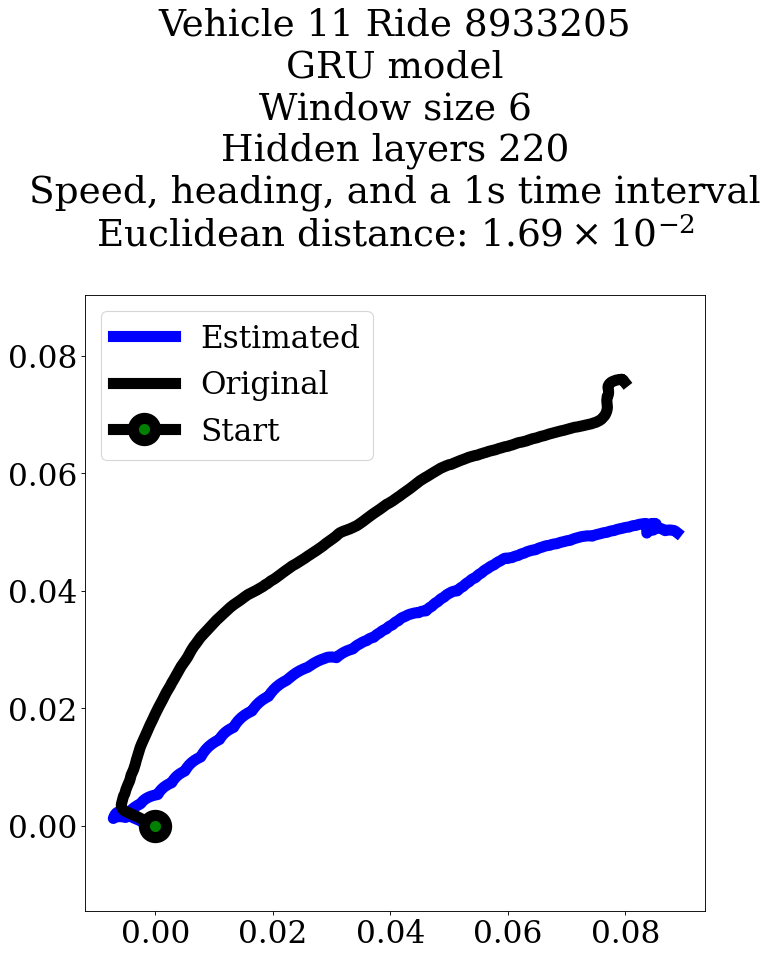 Vehicle 11 Ride 8933205
GRU model
Window size 6
Hidden layers 220
Speed, heading, and a 1s time interval
Euclidean distance: 1.69 × 10⁻²
Estimated
Original
Start
0.08
0.06
0.04
0.02
0.00
0.00 0.02 0.04 0.06 0.08